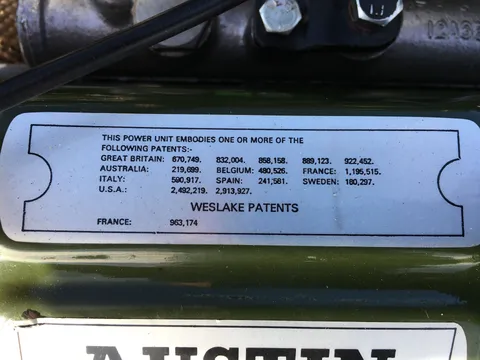 THIS POWER UNIT EMBODIES ONE OR MORE OF THE
FOLLOWING PATENTS:-
GREAT BRITAIN: 670,749. 832,004. 858,158. 889,123. 922,452.
AUSTRALIA: 219,699. BELGIUM: 480,526. FRANCE: 1,195,515.
ITALY: 590,917. SPAIN: 241,561. SWEDEN: 180,297.
U.S.A.: 2,492,219. 2,913,927.
WESLAKE PATENTS
FRANCE: 963,174
AUSTIN